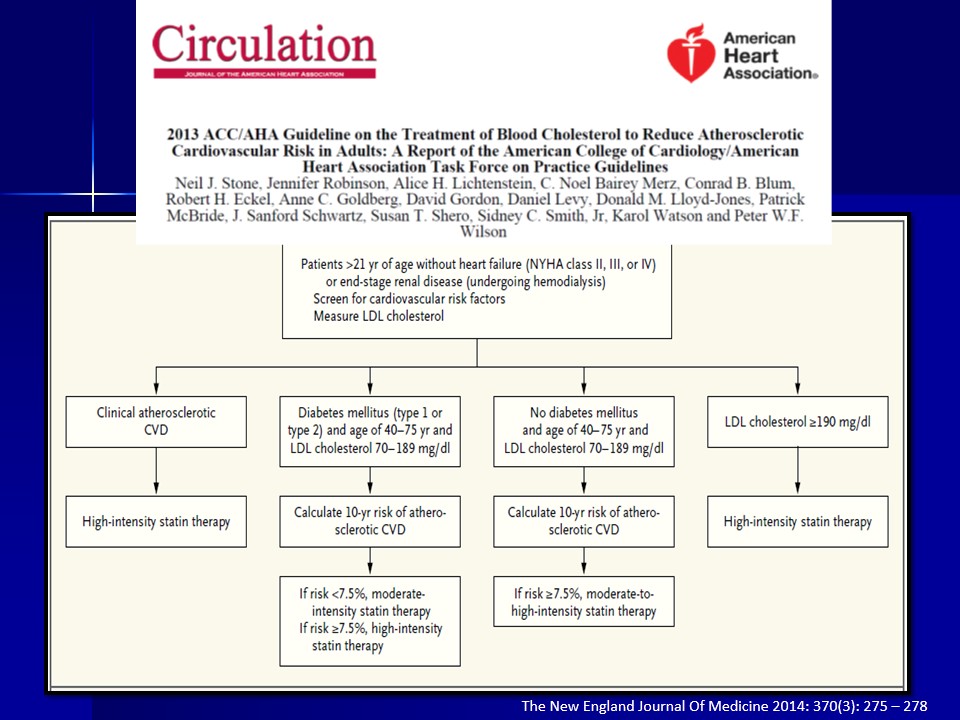 Circulation
JOURNAL OF THE AMERICAN HEART ASSOCIATION
American
Heart
Association®
2013 ACC/AHA Guideline on the Treatment of Blood Cholesterol to Reduce Atherosclerotic
Cardiovascular Risk in Adults: A Report of the American College of Cardiology/American
Heart Association Task Force on Practice Guidelines
Neil J. Stone, Jennifer Robinson, Alice H. Lichtenstein, C. Noel Bairey Merz, Conrad B. Blum,
Robert H. Eckel, Anne C. Goldberg, David Gordon, Daniel Levy, Donald M. Lloyd-Jones, Patrick
McBride, J. Sanford Schwartz, Susan T. Shero, Sidney C. Smith, Jr, Karol Watson and Peter W.F.
Wilson
Patients >21 yr of age without heart failure (NYHA class II, III, or IV)
or end-stage renal disease (undergoing hemodialysis)
Screen for cardiovascular risk factors
Measure LDL cholesterol
Clinical atherosclerotic
CVD
High-intensity statin therapy
Diabetes mellitus (type 1 or
type 2) and age of 40–75 yr and
LDL cholesterol 70–189 mg/dl
Calculate 10-yr risk of athero-
sclerotic CVD
If risk <7.5%, moderate-
intensity statin therapy
If risk ≥7.5%, high-intensity
statin therapy
No diabetes mellitus
and age of 40–75 yr and
LDL cholesterol 70–189 mg/dl
Calculate 10-yr risk of athero-
sclerotic CVD
If risk ≥7.5%, moderate-to-
high-intensity statin therapy
LDL cholesterol ≥190 mg/dl
High-intensity statin therapy
The New England Journal Of Medicine 2014: 370(3): 275 – 278